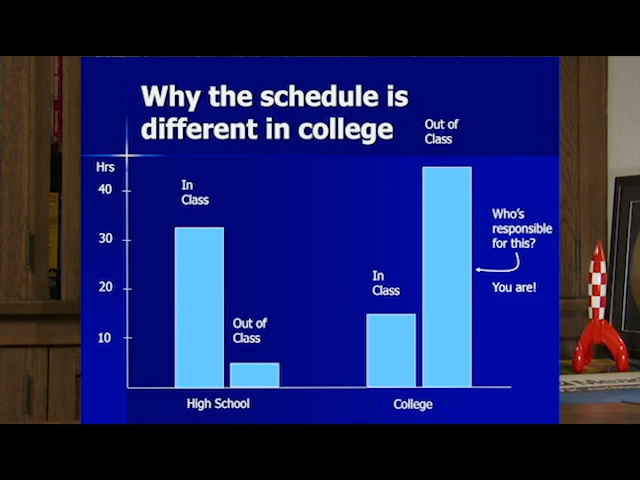 Why the schedule is
different in college
Hrs
40
30
20
10
In
Class
Out of
Class
In
Class
Out of
Class
Who's
responsible
for this?
You are!
High School
College